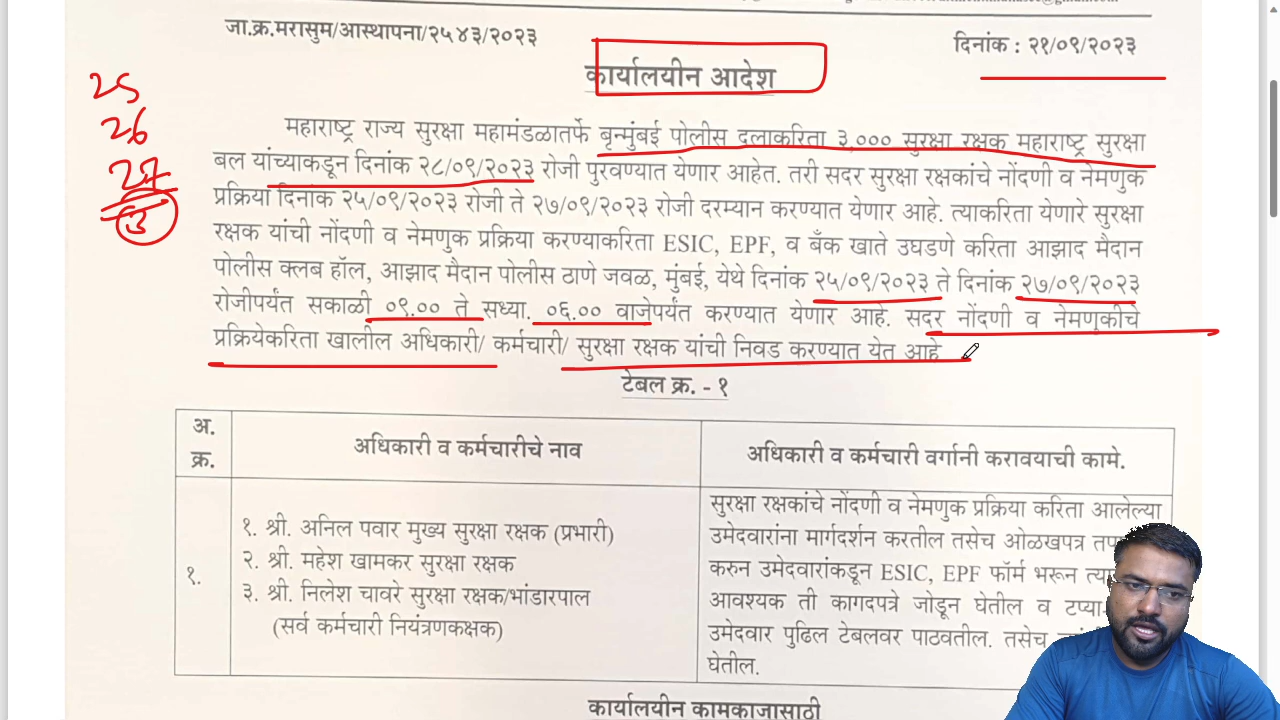 जा.क्र.मरासुम/आस्थापना/२५४३/२०२३
दिनांक : २१/०९/२०२३
कार्यालयीन आदेश
25
26
27
3
महाराष्ट्र राज्य सुरक्षा महामंडळातर्फे बृन्मुंबई पोलीस दलाकरिता ३,००० सुरक्षा रक्षक महाराष्ट्र सुरक्षा
बल यांच्याकडून दिनांक २८/०९/२०२३ रोजी पुरवण्यात येणार आहेत. तरी सदर सुरक्षा रक्षकांचे नोंदणी व नेमणुक
प्रक्रिया दिनांक २५/०९/२०२३ रोजी ते २७/०९/२०२३ रोजी दरम्यान करण्यात येणार आहे. त्याकरिता येणारे सुरक्षा
रक्षक यांची नोंदणी व नेमणुक प्रक्रिया करण्याकरिता ESIC, EPF, व बँक खाते उघडणे करिता आझाद मैदान
पोलीस क्लब हॉल, आझाद मैदान पोलीस ठाणे जवळ, मुंबई, येथे दिनांक २५/०९/२०२३ ते दिनांक २७/०९/२०२३
रोजीपर्यंत सकाळी ०९.०० ते सध्या. ०६.०० वाजेपर्यंत करण्यात येणार आहे. सदर नोंदणी व नेमणुकीचे
प्रक्रियेकरिता खालील अधिकारी/ कर्मचारी/ सुरक्षा रक्षक यांची निवड करण्यात येत आहे
टेबल क्र. - १
अ.
क्र.
अधिकारी व कर्मचारीचे नाव
अधिकारी व कर्मचारी वर्गानी करावयाची कामे.
१.
१. श्री. अनिल पवार मुख्य सुरक्षा रक्षक (प्रभारी)
२. श्री. महेश खामकर सुरक्षा रक्षक
३. श्री. निलेश चावरे सुरक्षा रक्षक/भांडारपाल
(सर्व कर्मचारी नियंत्रणकक्षक)
सुरक्षा रक्षकांचे नोंदणी व नेमणुक प्रक्रिया करिता आलेल्या
उमेदवारांना मार्गदर्शन करतील तसेच ओळखपत्र
करुन उमेदवारांकडून ESIC, EPF फॉर्म भरून
आवश्यक ती कागदपत्रे जोडून घेतील व
उमेदवार पुढिल टेबलवर पाठवतील. तसेच
घेतील.
कार्यालयीन कामकाजासाठी